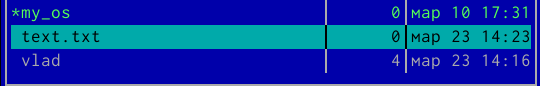 *my_os 0 мар 10 17:31
text.txt 0 мар 23 14:23
vlad 4 мар 23 14:16